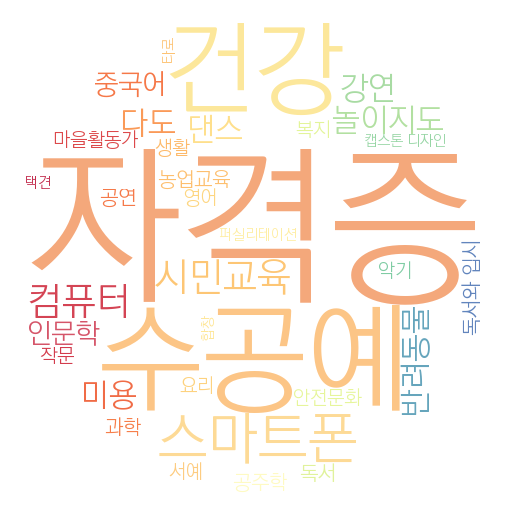 타로
건강
중국어
강연
다도
댄스
놀이지도
마을활동가
생활
복지
캡스톤 디자인
자격증
택견
공연
농업교육
영어
퍼실리테이션
시민교육
악기
독서와 입시
컴퓨터
인문학
작문
수공예
합창
반려동물
미용
요리
안전문화
과학
스마트폰
서예
공주학
독서